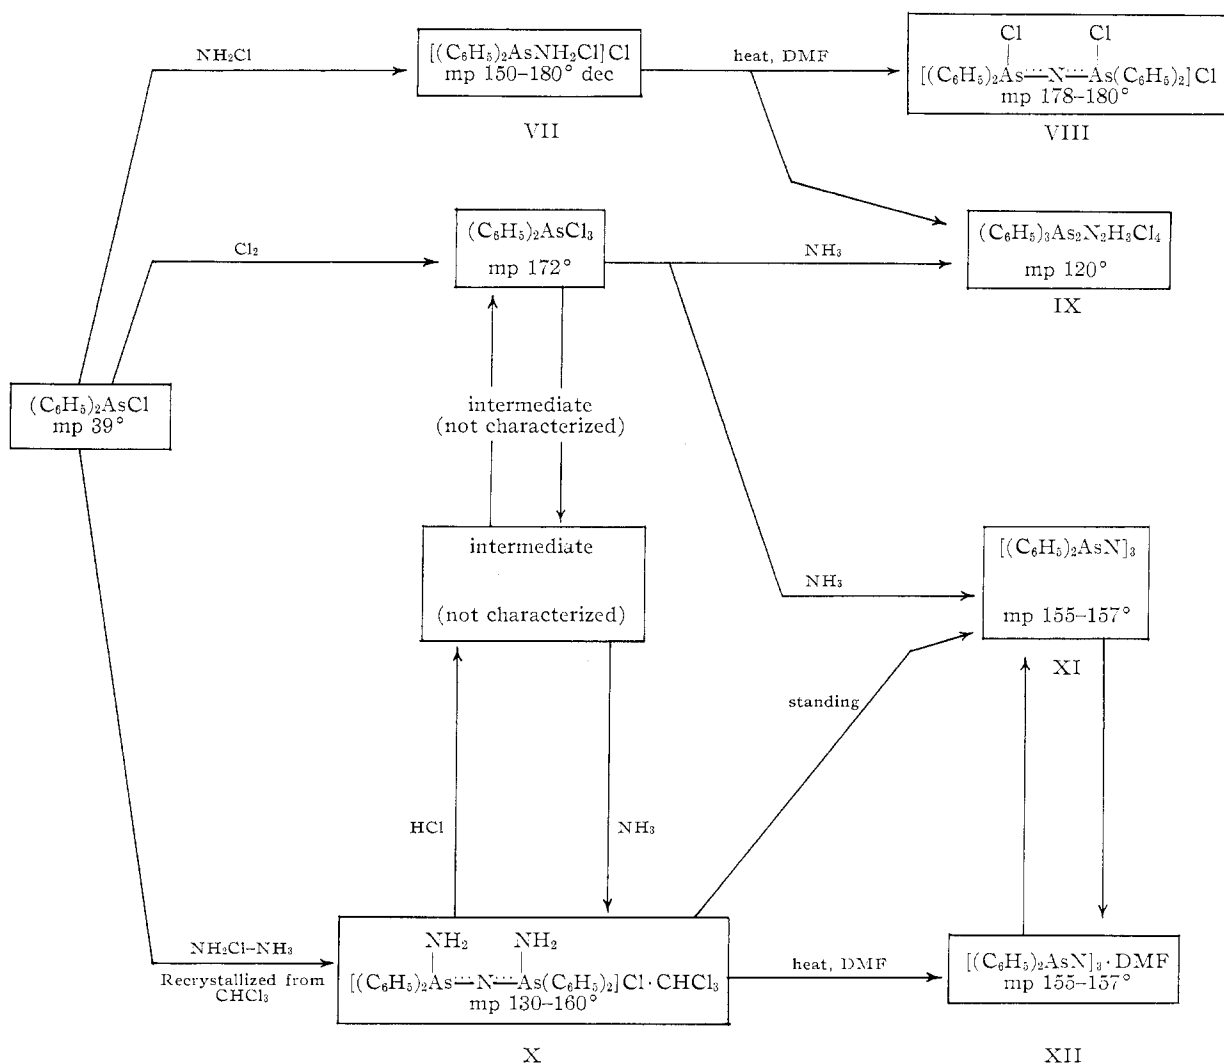 NH₂Cl
[(C₆H₅)₂AsNH₂Cl]Cl
mp 150–180° dec
VII
heat, DMF
Cl Cl
[(C₆H₅)₂As⋯N⋯As(C₆H₅)₂]Cl
mp 178–180°
VIII
Cl₂
(C₆H₅)₂AsCl₃
mp 172°
NH₃
(C₆H₅)₃As₂N₂H₃Cl₄
mp 120°
IX
(C₆H₅)₂AsCl
mp 39°
intermediate
(not characterized)
intermediate
(not characterized)
NH₃
[(C₆H₅)₂AsN]₃
mp 155–157°
XI
standing
HCl
NH₃
NH₂Cl–NH₃
Recrystallized from
CHCl₃
NH₂ NH₂
[(C₆H₅)₂As⋯N⋯As(C₆H₅)₂]Cl·CHCl₃
mp 130–160°
X
heat, DMF
[(C₆H₅)₂AsN]₃·DMF
mp 155–157°
XII